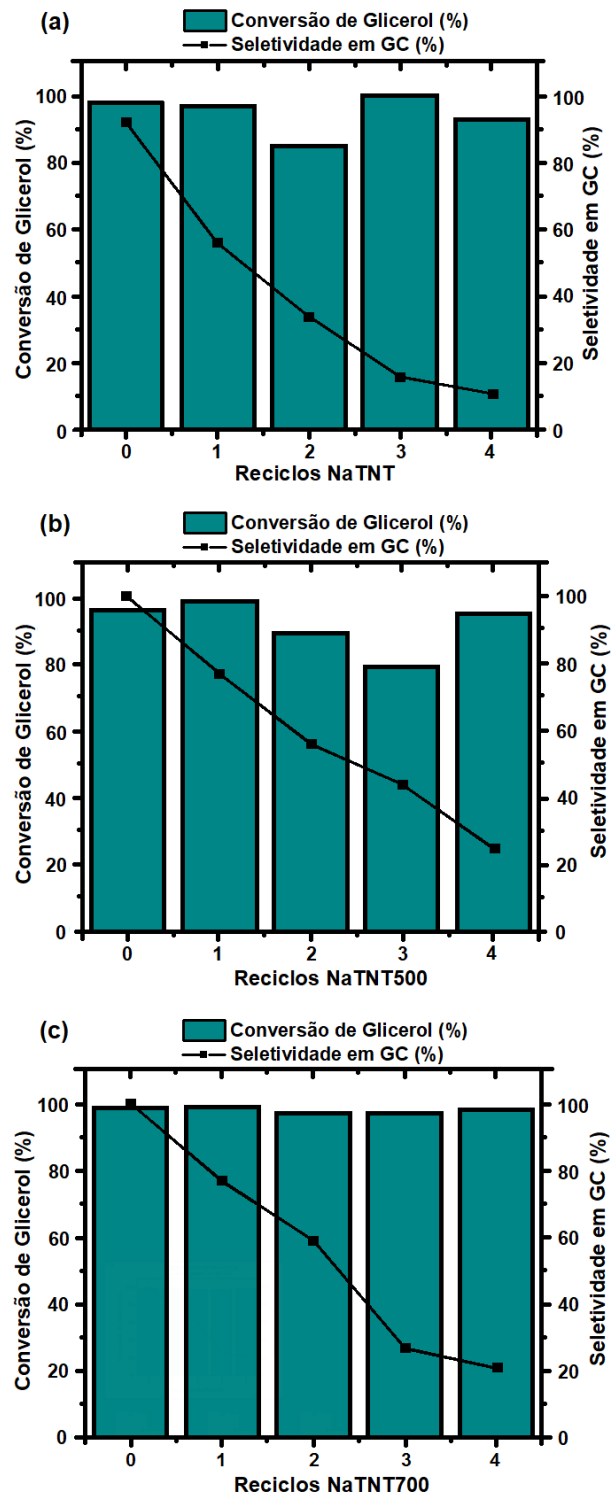 (a)
Conversão de Glicerol (%)
Seletividade em GC (%)
Conversão de Glicerol (%)
100
80
60
40
20
0
Seletividade em GC (%)
100
80
60
40
20
0
0 1 2 3 4
Reciclos NaTNT
(b)
Conversão de Glicerol (%)
Seletividade em GC (%)
Conversão de Glicerol (%)
100
80
60
40
20
0
Seletividade em GC (%)
100
80
60
40
20
0
0 1 2 3 4
Reciclos NaTNT500
(c)
Conversão de Glicerol (%)
Seletividade em GC (%)
Conversão de Glicerol (%)
100
80
60
40
20
0
Seletividade em GC (%)
100
80
60
40
20
0
0 1 2 3 4
Reciclos NaTNT700